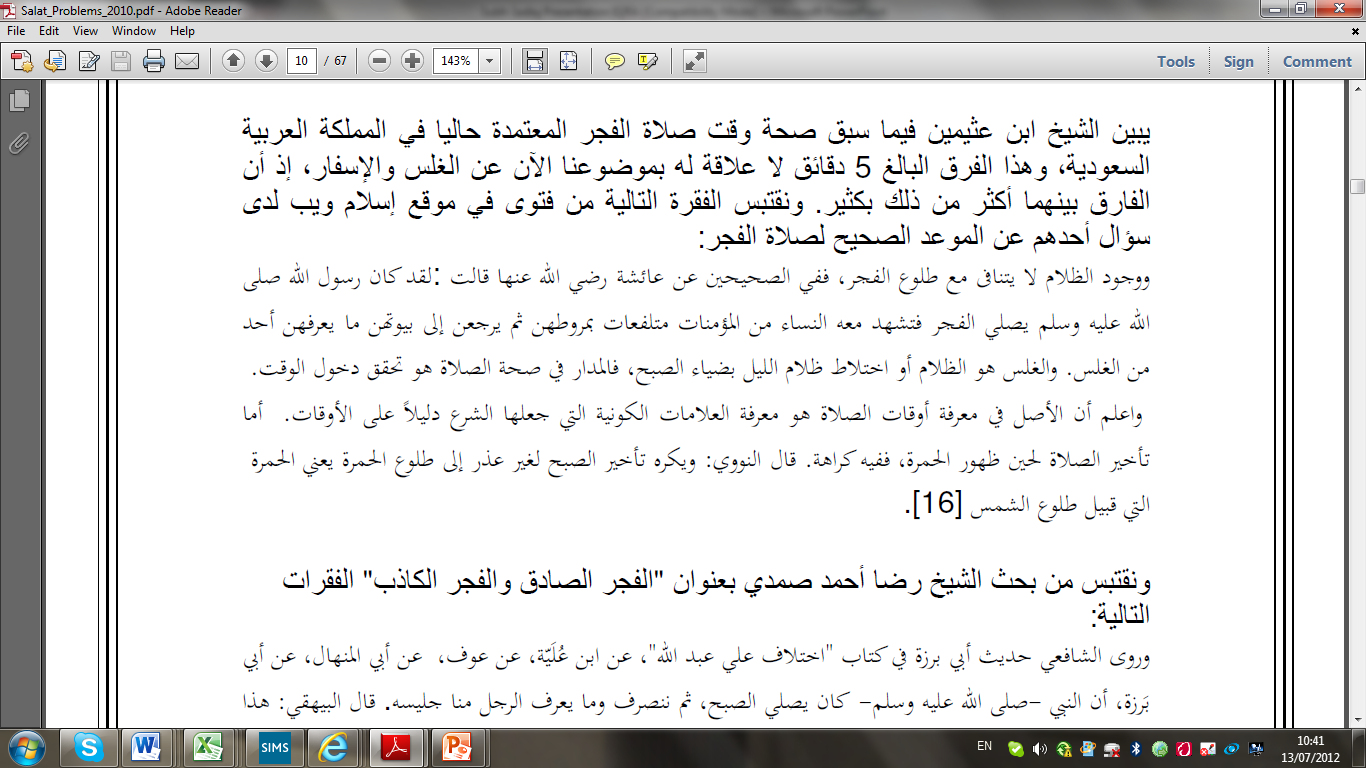 Salat_Problems_2010.pdf - Adobe Reader
File Edit View Window Help
10 / 67 143% Tools Sign Comment
يبين الشيخ ابن عثيمين فيما سبق صحة وقت صلاة الفجر المعتمدة حاليا في المملكة العربية
السعودية، وهذا الفرق البالغ 5 دقائق لا علاقة له بموضوعنا الآن عن الغلس والإسفار، إذ أن
الفارق بينهما أكثر من ذلك بكثير. ونقتبس الفقرة التالية من فتوى في موقع إسلام ويب لدى
سؤال أحدهم عن الموعد الصحيح لصلاة الفجر:
ووجود الظلام لا يتنافى مع طلوع الفجر، ففي الصحيحين عن عائشة رضي الله عنها قالت :لقد كان رسول الله صلى
الله عليه وسلم يصلي الفجر فتشهد معه النساء من المؤمنات متلفعات بمروطهن ثم يرجعن إلى بيوتهن ما يعرفهن أحد
من الغلس. والغلس هو الظلام أو اختلاط ظلام الليل بضياء الصبح، فالمدار في صحة الصلاة هو تحقق دخول الوقت.
واعلم أن الأصل في معرفة أوقات الصلاة هو معرفة العلامات الكونية التي جعلها الشرع دليلاً على الأوقات. أما
تأخير الصلاة لحين ظهور الحمرة، ففيه كراهة. قال النووي: ويكره تأخير الصبح لغير عذر إلى طلوع الحمرة يعني الحمرة
التي قبيل طلوع الشمس [16].
ونقتبس من بحث الشيخ رضا أحمد صمدي بعنوان "الفجر الصادق والفجر الكاذب" الفقرات
التالية:
وروى الشافعي حديث أبي برزة في كتاب "اختلاف علي عبد الله"، عن ابن عُلَيّة، عن عوف، عن أبي المنهال، عن أبي
بَرزة، أن النبي -صلى الله عليه وسلم- كان يصلي الصبح، ثم ننصرف وما يعرف الرجل منا جليسه. قال البيهقي: هذا
SIMS EN 10:41
13/07/2012